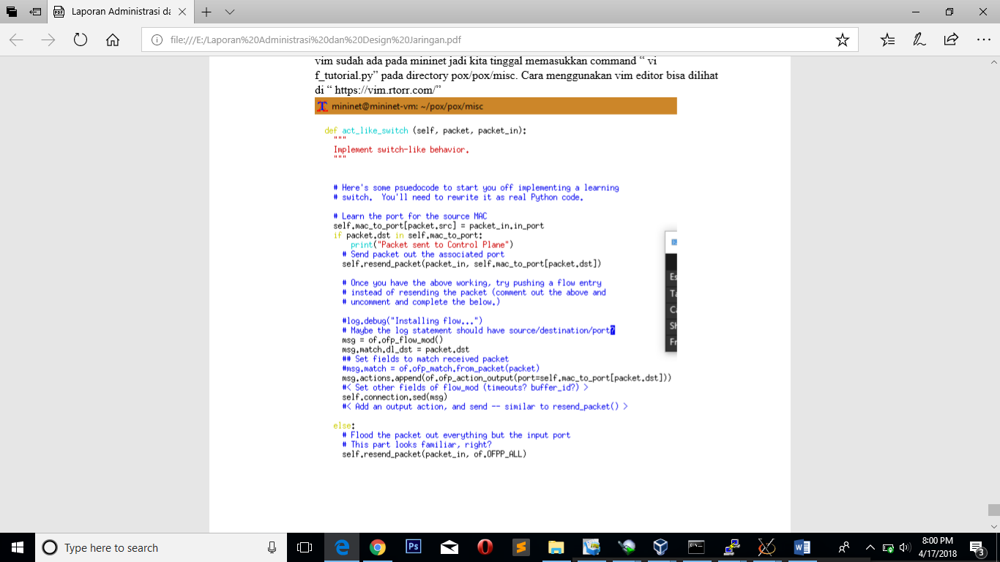 Laporan Administrasi da
file:///E:/Laporan%20Administrasi%20dan%20Design%20Jaringan.pdf
vim sudah ada pada mininet jadi kita tinggal memasukkan command “ vi
f_tutorial.py” pada directory pox/pox/misc. Cara menggunakan vim editor bisa dilihat
di “ https://vim.rtorr.com/”
mininet@mininet-vm: ~/pox/pox/misc
def act_like_switch (self, packet, packet_in):
"""
Implement switch-like behavior.
"""
# Here's some psuedocode to start you off implementing a learning
# switch.  You'll need to rewrite it as real Python code.
# Learn the port for the source MAC
self.mac_to_port[packet.src] = packet_in.in_port
if packet.dst in self.mac_to_port:
print("Packet sent to Control Plane")
# Send packet out the associated port
self.resend_packet(packet_in, self.mac_to_port[packet.dst])
# Once you have the above working, try pushing a flow entry
# instead of resending the packet (comment out the above and
# uncomment and complete the below.)
#log.debug("Installing flow...")
# Maybe the log statement should have source/destination/port?
msg = of.ofp_flow_mod()
msg.match.dl_dst = packet.dst
## Set fields to match received packet
#msg.match = of.ofp_match.from_packet(packet)
msg.actions.append(of.ofp_action_output(port=self.mac_to_port[packet.dst]))
#< Set other fields of flow_mod (timeouts? buffer_id?) >
self.connection.sed(msg)
#< Add an output action, and send -- similar to resend_packet() >
else:
# Flood the packet out everything but the input port
# This part looks familiar, right?
self.resend_packet(packet_in, of.OFPP_ALL)
Es
Ta
Ca
Sh
Fr
Type here to search
Ps
8:00 PM
4/17/2018
3